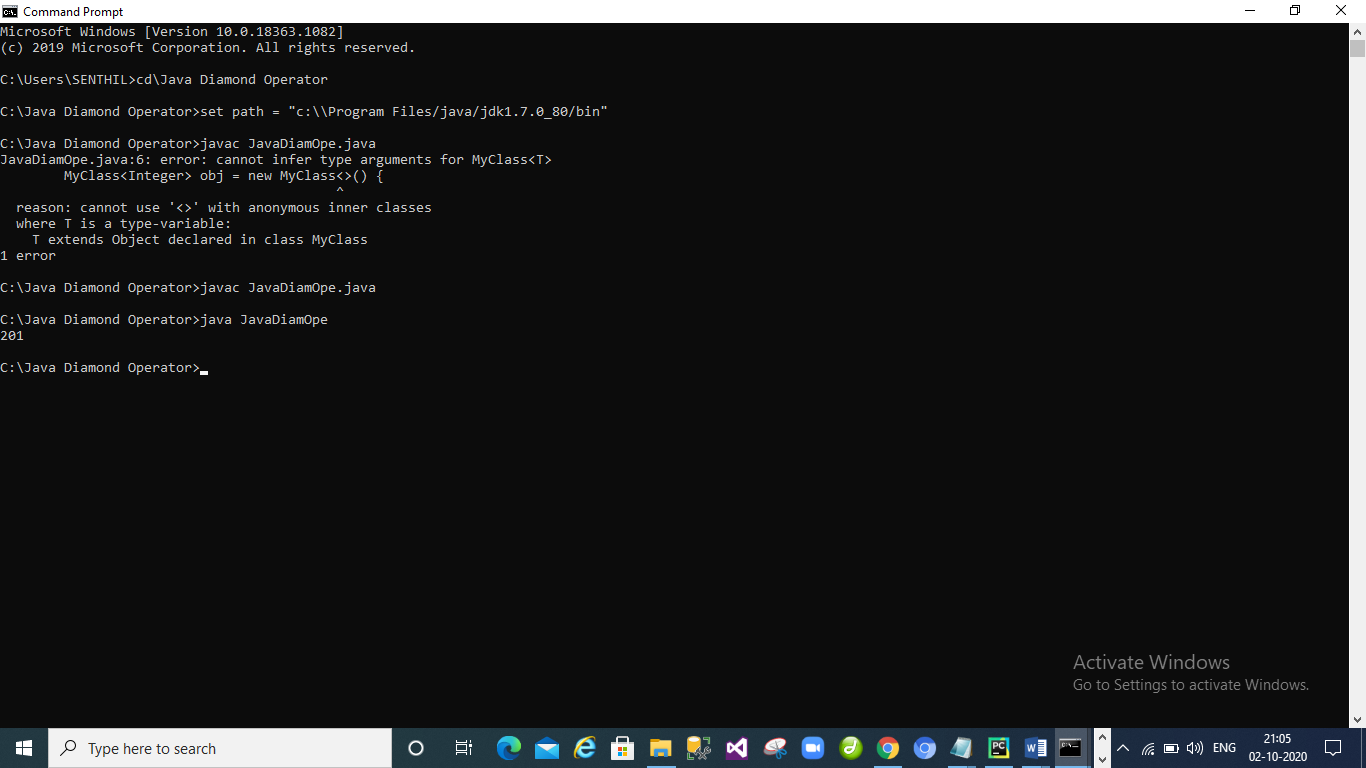 Command Prompt
Microsoft Windows [Version 10.0.18363.1082]
(c) 2019 Microsoft Corporation. All rights reserved.
C:\Users\SENTHIL>cd\Java Diamond Operator
C:\Java Diamond Operator>set path = "c:\\Program Files/java/jdk1.7.0_80/bin"
C:\Java Diamond Operator>javac JavaDiamOpe.java
JavaDiamOpe.java:6: error: cannot infer type arguments for MyClass<T>
        MyClass<Integer> obj = new MyClass<>() {
                                          ^
  reason: cannot use '<>' with anonymous inner classes
  where T is a type-variable:
    T extends Object declared in class MyClass
1 error
C:\Java Diamond Operator>javac JavaDiamOpe.java
C:\Java Diamond Operator>java JavaDiamOpe
201
C:\Java Diamond Operator>
Activate Windows
Go to Settings to activate Windows.
Type here to search
ENG
21:05
02-10-2020